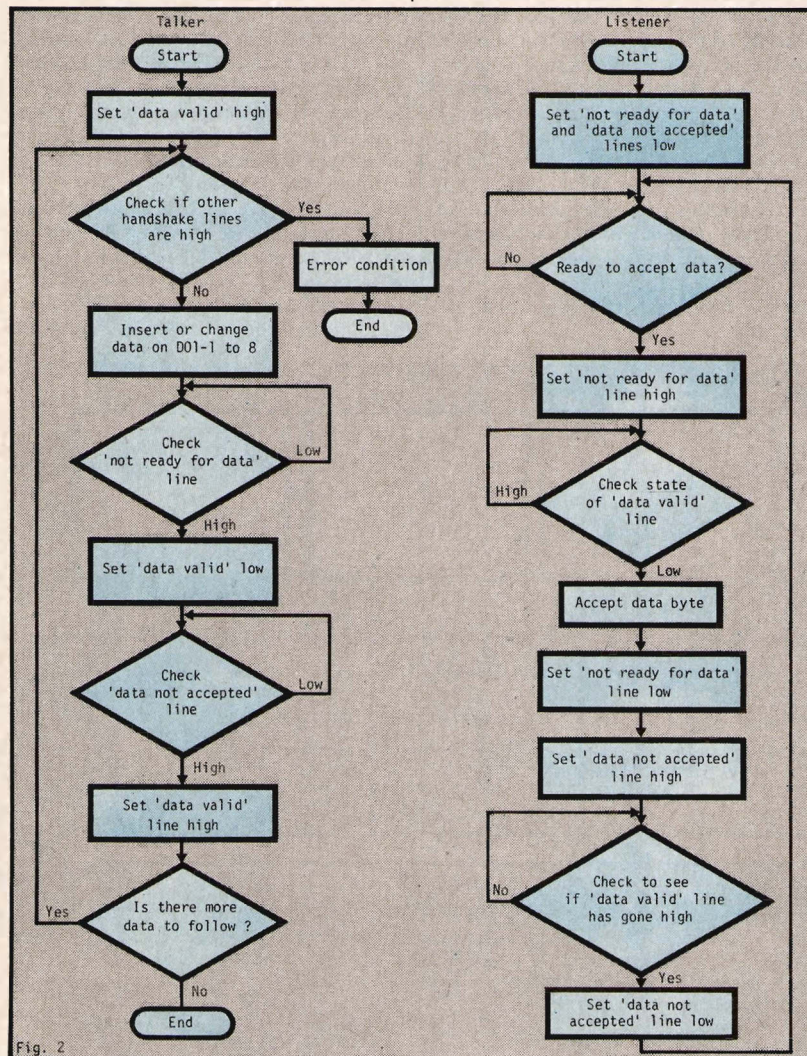 Talker
Start
Set 'data valid' high
Check if other
handshake lines
are high
Yes
Error condition
End
No
Insert or change
data on D01-1 to 8
Check
'not ready for data'
line
Low
High
Set 'data valid' low
Check
'data not accepted'
line
Low
High
Set 'data valid'
line high
Is there more
data to follow ?
Yes
No
End
Fig. 2
Listener
Start
Set 'not ready for data'
and 'data not accepted'
lines low
Ready to accept data?
No
Yes
Set 'not ready for data'
line high
Check state
of 'data valid'
line
High
Low
Accept data byte
Set 'not ready for data'
line low
Set 'data not accepted'
line high
Check to see
if 'data valid' line
has gone high
No
Yes
Set 'data not
accepted' line low